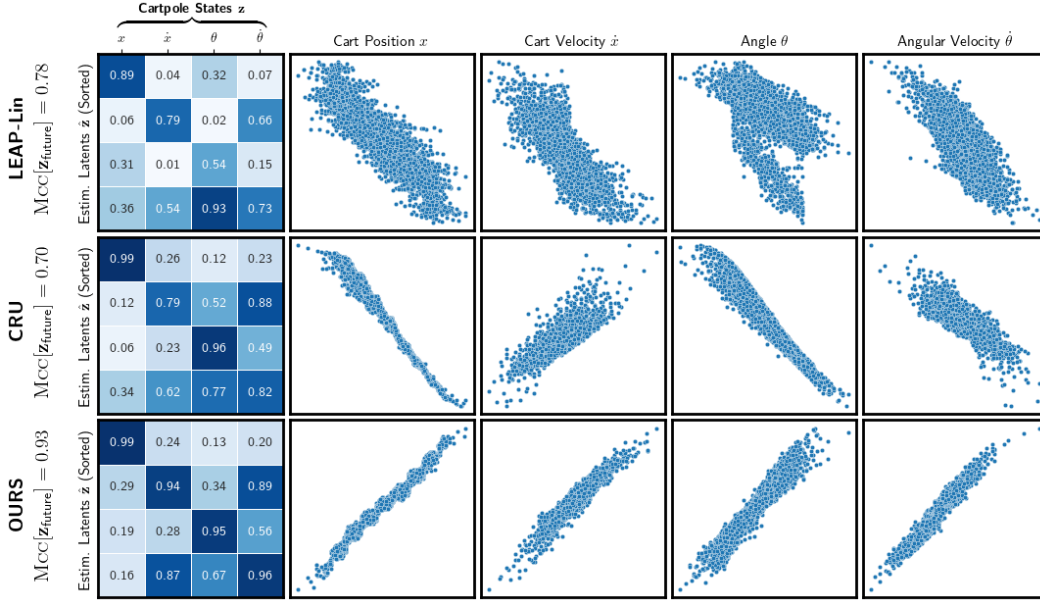 Cartpole States z
x ẋ θ θ̇
Cart Position x
Cart Velocity ẋ
Angle θ
Angular Velocity θ̇
LEAP-Lin
MCC[z_future] = 0.78
Estim. Latents ẑ (Sorted)
0.89 0.04 0.32 0.07
0.06 0.79 0.02 0.66
0.31 0.01 0.54 0.15
0.36 0.54 0.93 0.73
CRU
MCC[z_future] = 0.70
Estim. Latents ẑ (Sorted)
0.99 0.26 0.12 0.23
0.12 0.79 0.52 0.88
0.06 0.23 0.96 0.49
0.34 0.62 0.77 0.82
OURS
MCC[z_future] = 0.93
Estim. Latents ẑ (Sorted)
0.99 0.24 0.13 0.20
0.29 0.94 0.34 0.89
0.19 0.28 0.95 0.56
0.16 0.87 0.67 0.96